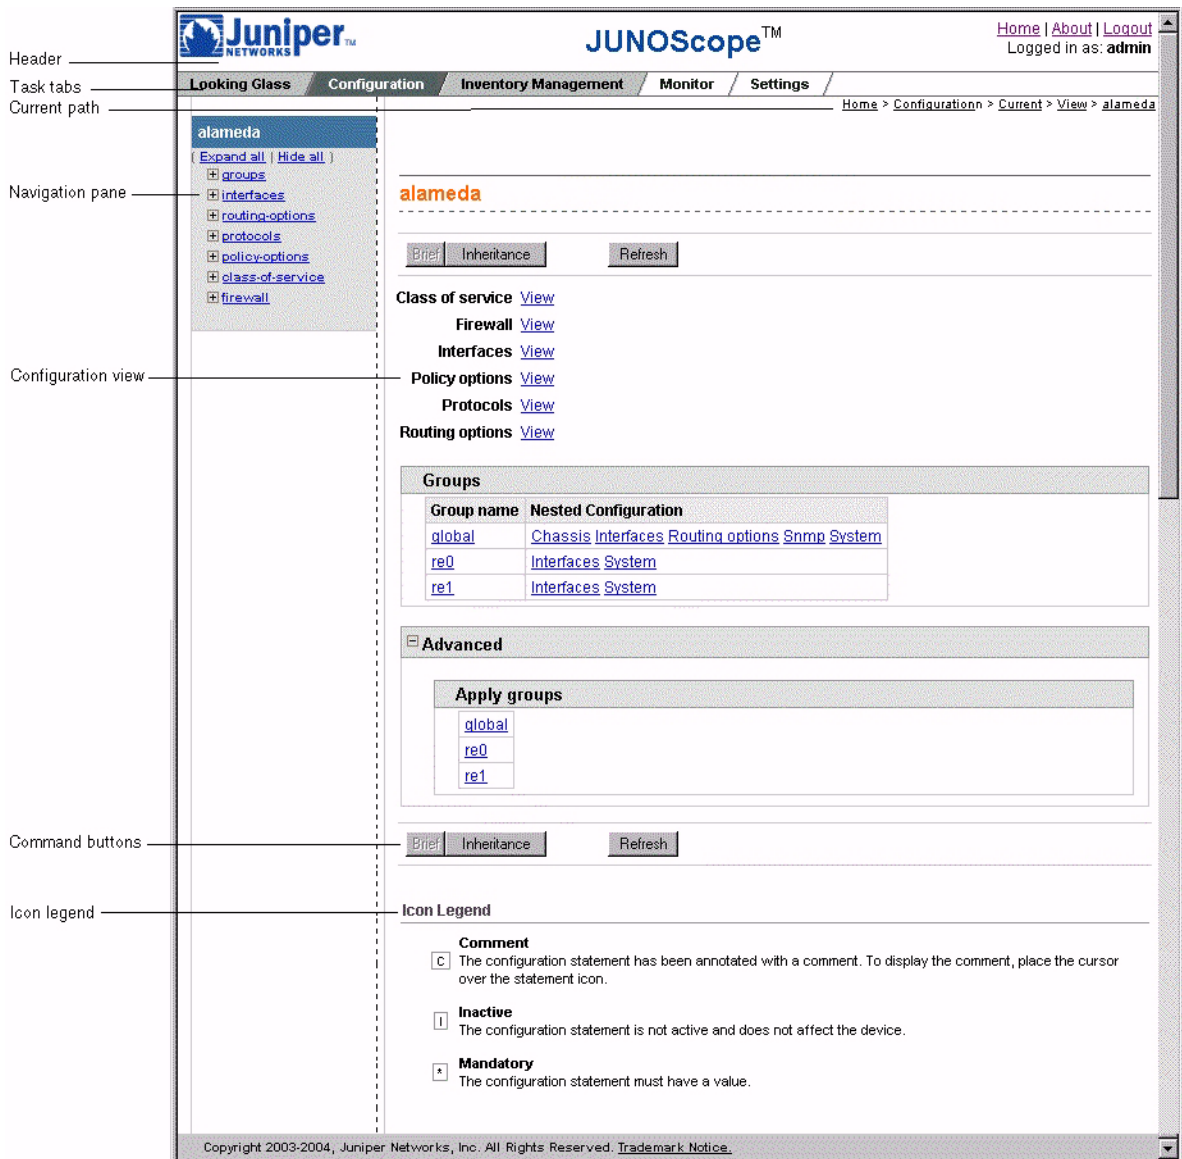 Juniper™
NETWORKS
JUNOScope™
Home | About | Logout
Logged in as: admin
Header
Task tabs
Looking Glass / Configuration / Inventory Management / Monitor / Settings /
Current path
Home > Configurationn > Current > View > alameda
alameda
[ Expand all | Hide all ]
groups
Navigation pane
interfaces
routing-options
protocols
policy-options
class-of-service
firewall
alameda
Brief Inheritance Refresh
Class of service View
Firewall View
Interfaces View
Configuration view
Policy options View
Protocols View
Routing options View
Groups
Group name Nested Configuration
global Chassis Interfaces Routing options Snmp System
re0 Interfaces System
re1 Interfaces System
Advanced
Apply groups
global
re0
re1
Command buttons
Brief Inheritance Refresh
Icon legend
Icon Legend
Comment
C The configuration statement has been annotated with a comment. To display the comment, place the cursor
over the statement icon.
Inactive
I The configuration statement is not active and does not affect the device.
Mandatory
* The configuration statement must have a value.
Copyright 2003-2004, Juniper Networks, Inc. All Rights Reserved. Trademark Notice.